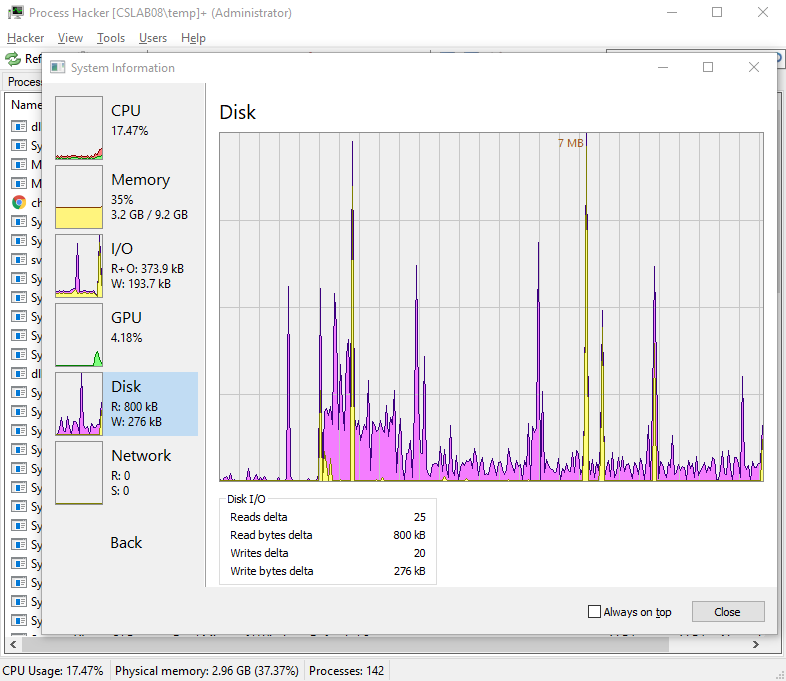 Process Hacker [CSLAB08\temp]+ (Administrator)
Hacker View Tools Users Help
Ref
System Information
Proces
Name
CPU
17.47%
Memory
35%
3.2 GB / 9.2 GB
I/O
R+O: 373.9 kB
W: 193.7 kB
GPU
4.18%
Disk
R: 800 kB
W: 276 kB
Network
R: 0
S: 0
Back
Disk
7 MB
Disk I/O
Reads delta 25
Read bytes delta 800 kB
Writes delta 20
Write bytes delta 276 kB
Always on top
Close
dl
Sy
M
M
ch
Sy
Sy
sv
Sy
Sy
Sy
Sy
Sy
dl
Sy
Sy
Sy
Sy
Sy
Sy
Sy
Sy
Sy
Sy
Sy
Sy
Sy
CPU Usage: 17.47% Physical memory: 2.96 GB (37.37%) Processes: 142